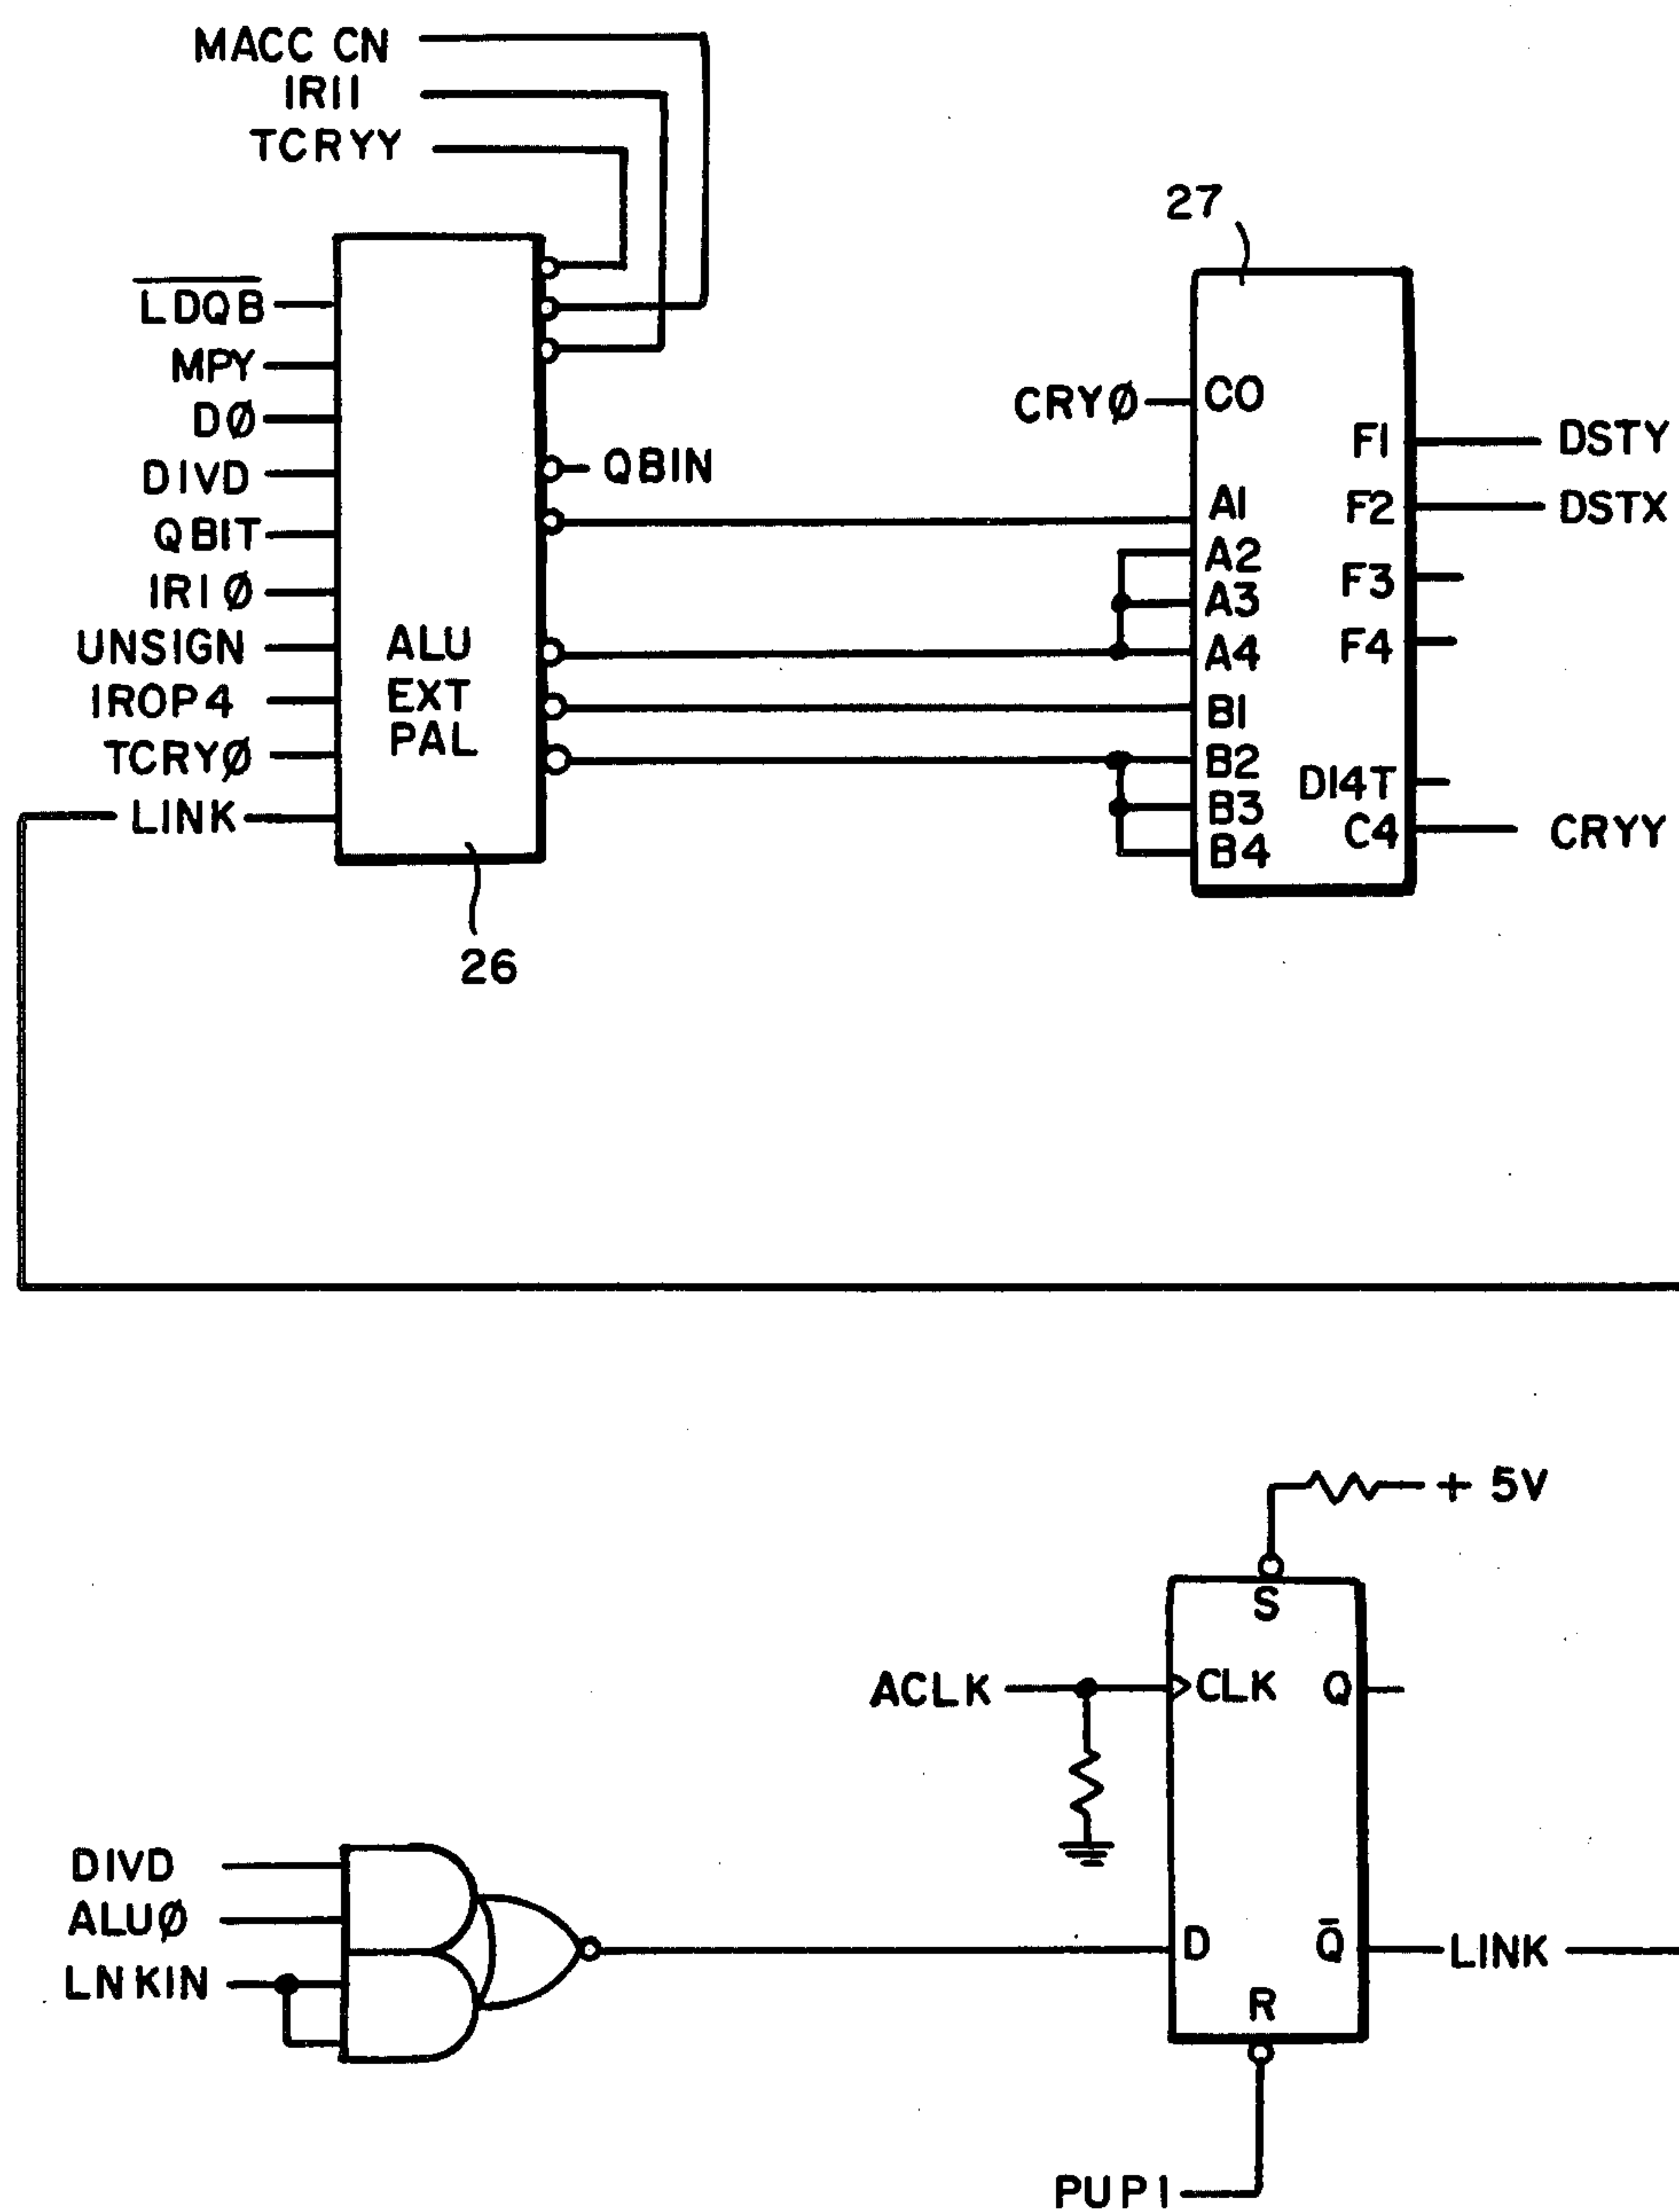 MACC CN
IR11
TCRYY
27
LDQB
MPY
DØ
DIVD
QBIT
IR1Ø
UNSIGN
IROP4
TCRYØ
LINK
ALU
EXT
PAL
26
QBIN
CRYØ
CO
A1
A2
A3
A4
B1
B2
B3
B4
F1
F2
F3
F4
D14T
C4
DSTY
DSTX
CRYY
+ 5V
S
ACLK
CLK
Q
DIVD
ALUØ
LNKIN
D
Q̄
LINK
R
PUP1